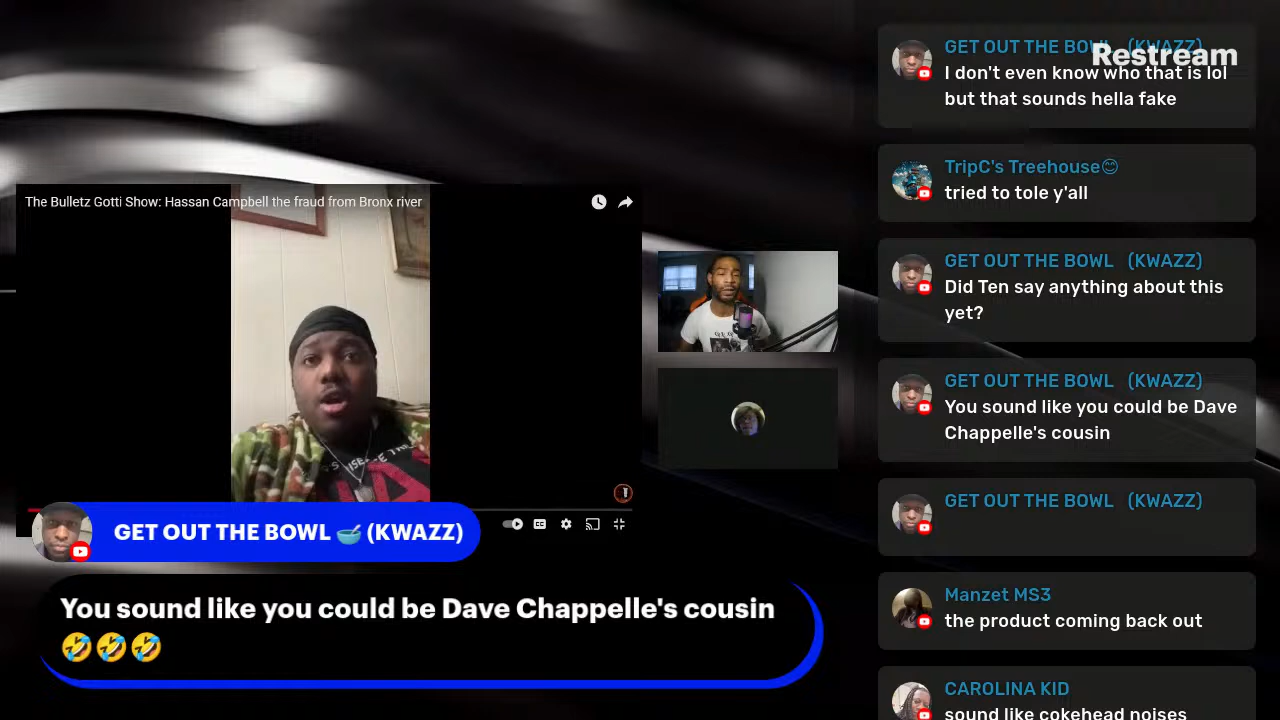 Restream
GET OUT THE BOWL (KWAZZ)
I don't even know who that is lol
but that sounds hella fake
TripC's Treehouse😊
tried to tole y'all
GET OUT THE BOWL (KWAZZ)
Did Ten say anything about this
yet?
GET OUT THE BOWL (KWAZZ)
You sound like you could be Dave
Chappelle's cousin
GET OUT THE BOWL (KWAZZ)
Manzet MS3
the product coming back out
CAROLINA KID
sound like cokehead noises
The Bulletz Gotti Show: Hassan Campbell the fraud from Bronx river
CC
GET OUT THE BOWL 🥣 (KWAZZ)
You sound like you could be Dave Chappelle's cousin
🤣🤣🤣